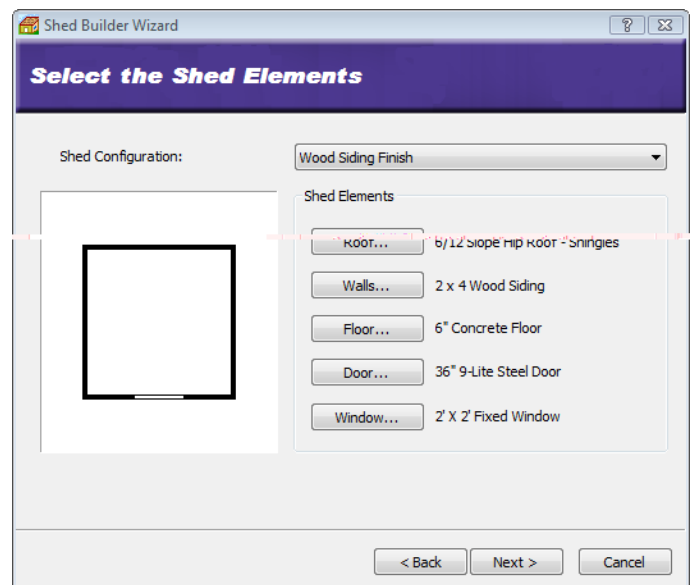 Shed Builder Wizard
Select the Shed Elements
Shed Configuration: Wood Siding Finish
Shed Elements
Roof... 6/12 Slope Hip Roof - Shingles
Walls... 2 x 4 Wood Siding
Floor... 6" Concrete Floor
Door... 36" 9-Lite Steel Door
Window... 2' X 2' Fixed Window
< Back Next > Cancel